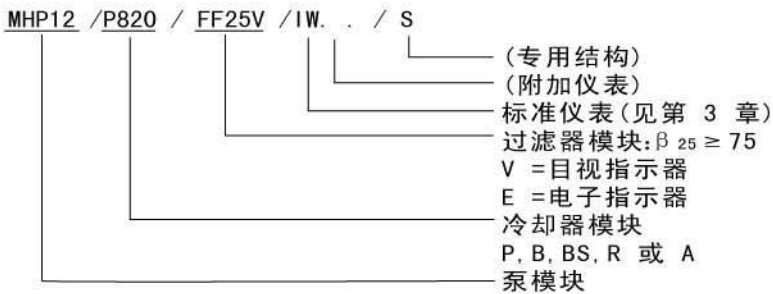 MHP12 /P820 / FF25V /IW. . / S
(专用结构)
(附加仪表)
标准仪表(见第 3 章)
过滤器模块:β 25 ≥ 75
V =目视指示器
E =电子指示器
冷却器模块
P, B, BS, R 或 A
泵模块